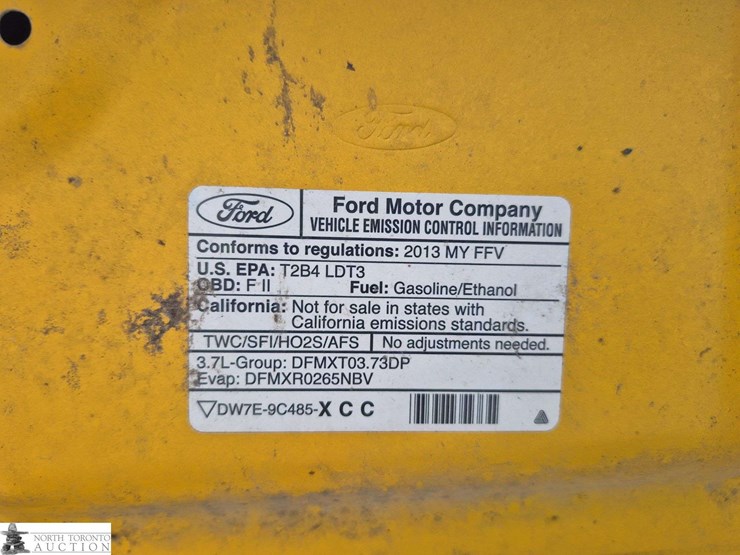 Ford
Ford
Ford Motor Company
VEHICLE EMISSION CONTROL INFORMATION
Conforms to regulations: 2013 MY FFV
U.S. EPA: T2B4 LDT3
OBD: F II Fuel: Gasoline/Ethanol
California: Not for sale in states with
California emissions standards.
TWC/SFI/HO2S/AFS No adjustments needed.
3.7L-Group: DFMXT03.73DP
Evap: DFMXR0265NBV
▽DW7E-9C485-X C C
NORTH TORONTO
AUCTION